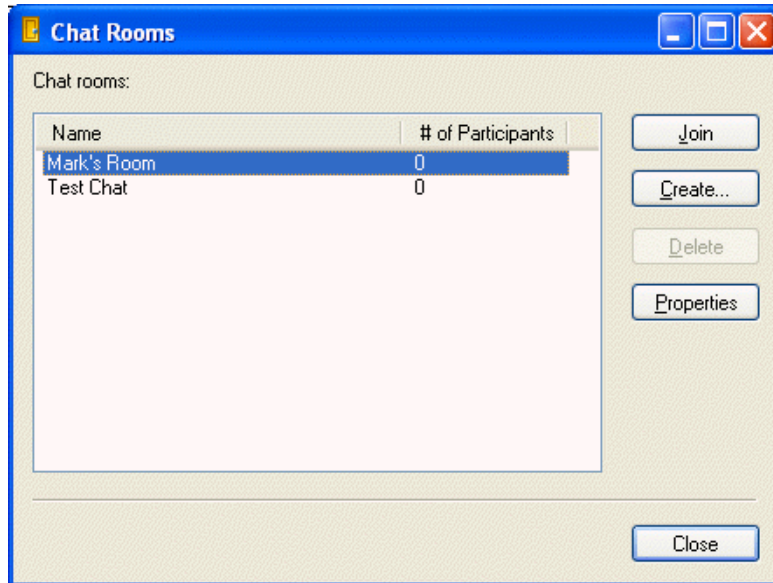 Chat Rooms
Chat rooms:
Name # of Participants
Mark's Room 0
Test Chat 0
Join
Create...
Delete
Properties
Close